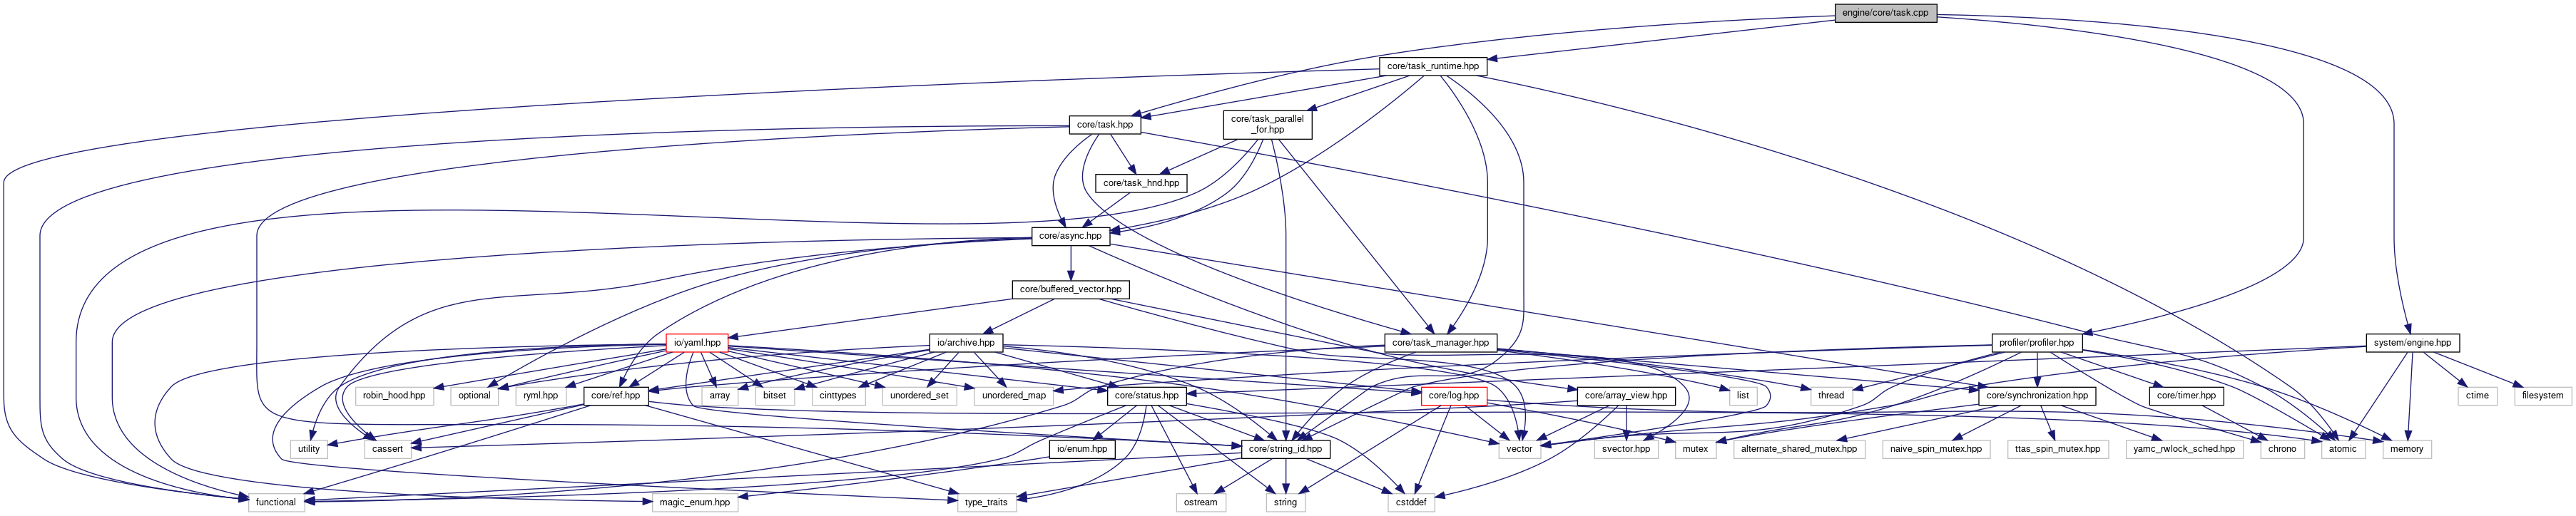 engine/core/task.cpp
core/task_runtime.hpp
core/task.hpp
core/task_parallel
_for.hpp
core/task_hnd.hpp
core/async.hpp
core/buffered_vector.hpp
io/yaml.hpp
io/archive.hpp
core/task_manager.hpp
profiler/profiler.hpp
system/engine.hpp
robin_hood.hpp
optional
ryml.hpp
core/ref.hpp
array
bitset
cinttypes
unordered_set
unordered_map
core/status.hpp
core/log.hpp
core/array_view.hpp
list
thread
core/synchronization.hpp
core/timer.hpp
ctime
filesystem
utility
cassert
io/enum.hpp
core/string_id.hpp
vector
svector.hpp
mutex
alternate_shared_mutex.hpp
naive_spin_mutex.hpp
ttas_spin_mutex.hpp
yamc_rwlock_sched.hpp
chrono
atomic
memory
functional
magic_enum.hpp
type_traits
ostream
string
cstddef